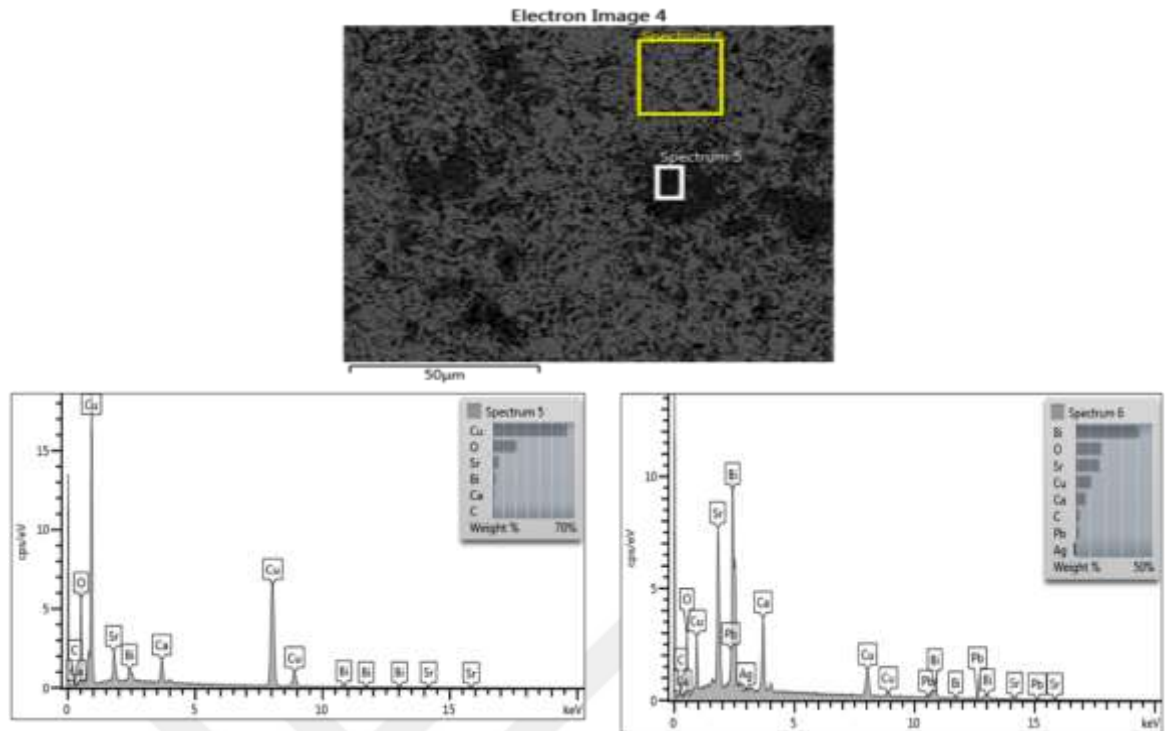 Electron Image 4
Spectrum 6
Spectrum 5
50µm
Cu
Spectrum 5
Cu
O
Sr
Bi
Ca
C
Weight % 70%
15
10
5
0
cps/eV
O
C
Ca
Sr
Bi
Ca
Cu
Cu
Bi
Bi
Bi
Sr
Sr
0 5 10 15 keV
Spectrum 6
Bi
O
Sr
Cu
Ca
C
Pb
Ag
Weight % 50%
10
5
0
cps/eV
Bi
Sr
O
Cu
Pb
Ca
C
Ca
Ag
Cu
Cu
Pb
Bi
Bi
Pb
Bi
Sr
Pb
Sr
0 5 10 15 keV